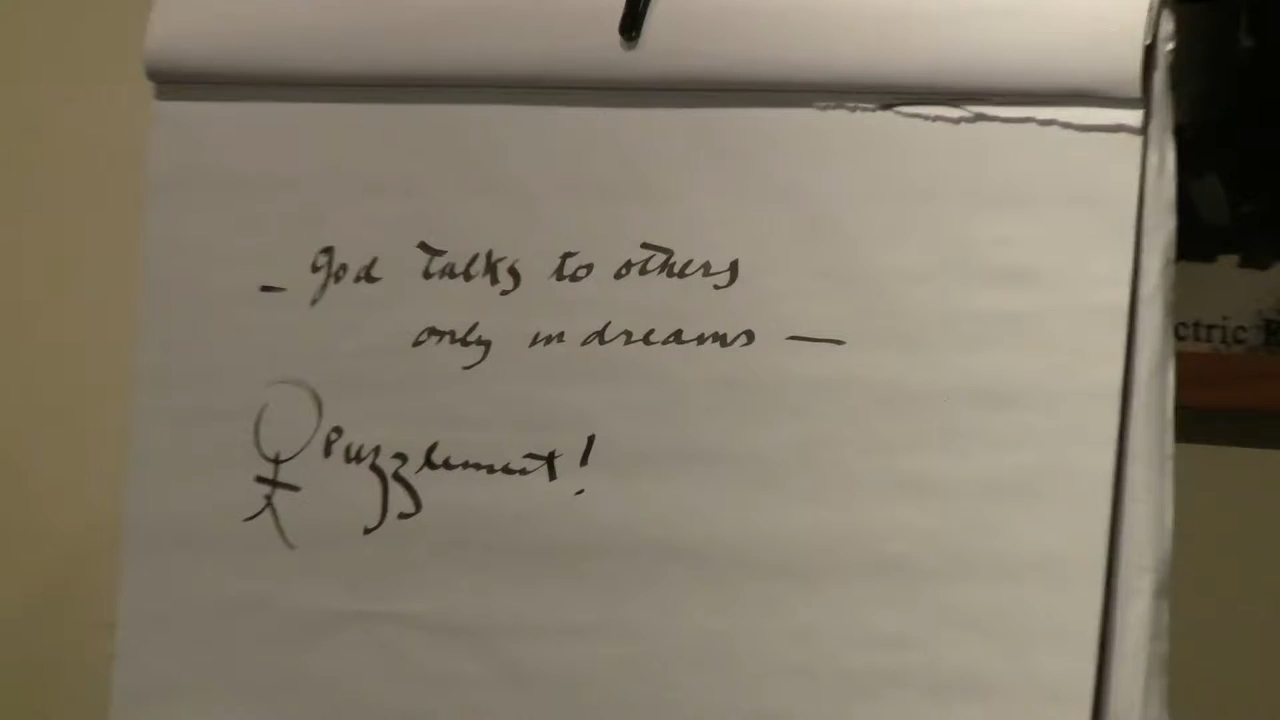 - God talks to others
only in dreams —
Puzzlement!
ctric